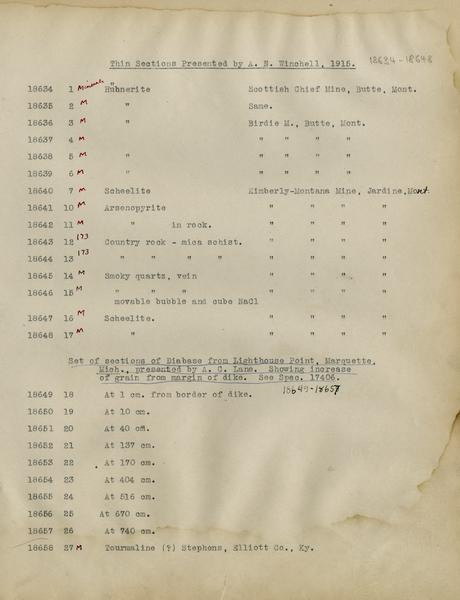 Thin Sections Presented by A. N. Winchell, 1915. 18634-18648
18634 1 Minerals Hübnerite Scottish Chief Mine, Butte, Mont.
18635 2 M " Same.
18636 3 M " Birdie M., Butte, Mont.
18637 4 M " " " " "
18638 5 M " " " " "
18639 6 M " " " " "
18640 7 M Scheelite Kimberly-Montana Mine, Jardine, Mont.
18641 10 M Arsenopyrite " " " "
18642 11 M " in rock. " " " "
18643 12 173 Country rock - mica schist. " " " "
18644 13 173 " " " " " " " "
18645 14 M Smoky quartz, vein " " " "
18646 15 M " " " " " " "
movable bubble and cube NaCl
18647 16 M Scheelite. " " " "
18648 17 M " " " " "
Set of sections of Diabase from Lighthouse Point, Marquette,
Mich., presented by A. C. Lane. Showing increase
of grain from margin of dike. See Spec. 17406.
18649-18657
18649 18 At 1 cm. from border of dike.
18650 19 At 10 cm.
18651 20 At 40 cm.
18652 21 At 137 cm.
18653 22 At 170 cm.
18654 23 At 404 cm.
18655 24 At 516 cm.
18656 25 At 670 cm.
18657 26 At 740 cm.
18658 27 M Tourmaline (?) Stephens, Elliott Co., Ky.